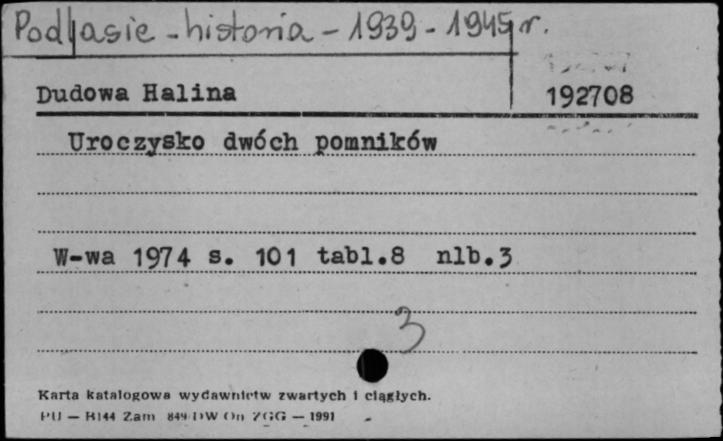 Podlasie - historia - 1939 - 1945 r.
Dudowa Halina 192708
Uroczysko dwóch pomników
W-wa 1974 s. 101 tabl.8 nlb.3
3
Karta katalogowa wydawnictw zwartych i ciągłych.
PU — B144 Zam 849 DW On ZGG — 1991